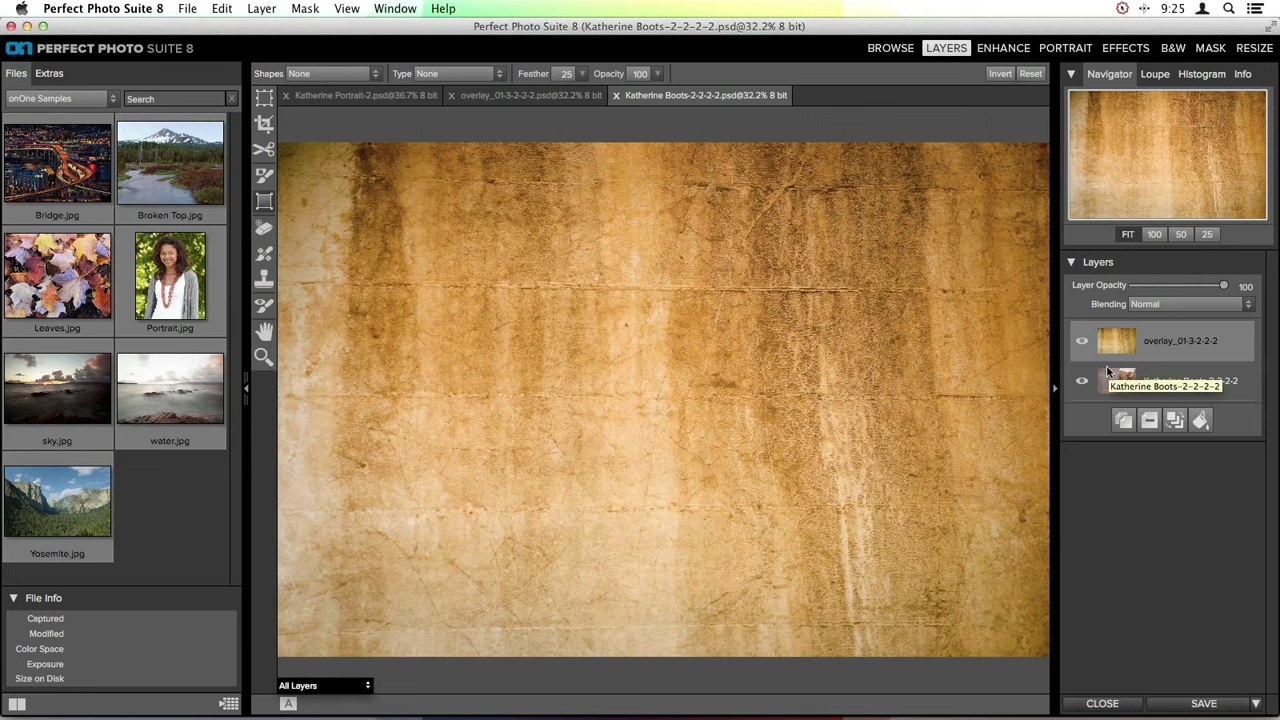 Perfect Photo Suite 8 File Edit Layer Mask View Window Help 9:25
Perfect Photo Suite 8 (Katherine Boots-2-2-2-2.psd@32.2% 8 bit)
on PERFECT PHOTO SUITE 8 BROWSE LAYERS ENHANCE PORTRAIT EFFECTS B&W MASK RESIZE
Files Extras Shapes None Type None Feather 25 Opacity 100 Invert Reset Navigator Loupe Histogram Info
onOne Samples Search X Katherine Portrait-2.psd@36.7% 8 bit overlay_01-3-2-2-2.psd@32.2% 8 bit Katherine Boots-2-2-2-2.psd@32.2% 8 bit
Bridge.jpg Broken Top.jpg
FIT 100 50 25
Layers
Layer Opacity 100
Blending Normal
Leaves.jpg Portrait.jpg
overlay_01-3-2-2-2
Katherine Boots-2-2-2-2
sky.jpg water.jpg
Yosemite.jpg
File Info
Captured
Modified
Color Space
Exposure
Size on Disk
All Layers
A
CLOSE SAVE